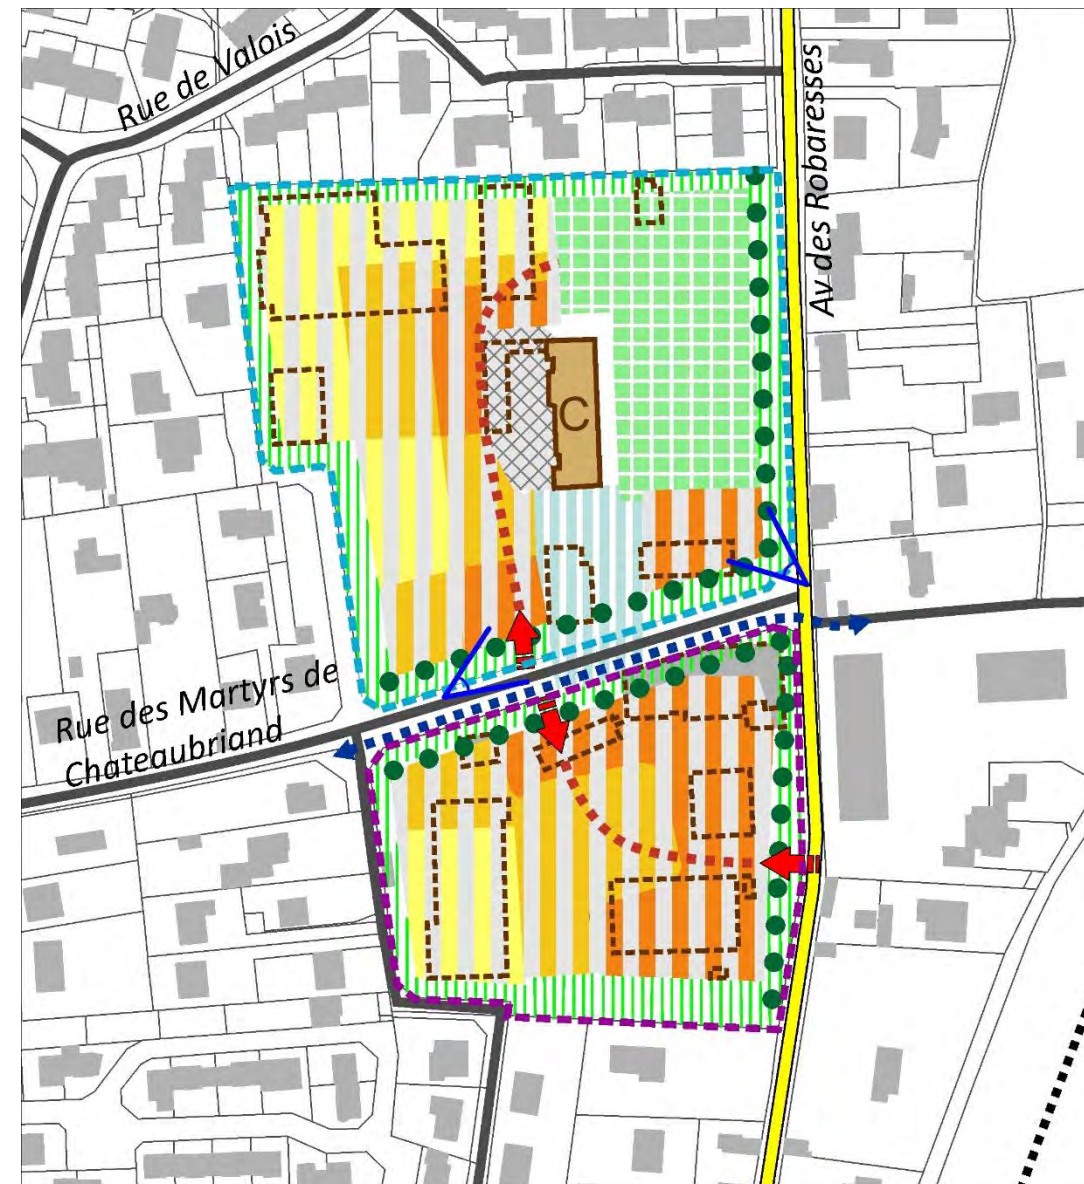 Rue de Valois
Av des Robaresses
C
Rue des Martyrs de
Chateaubriand